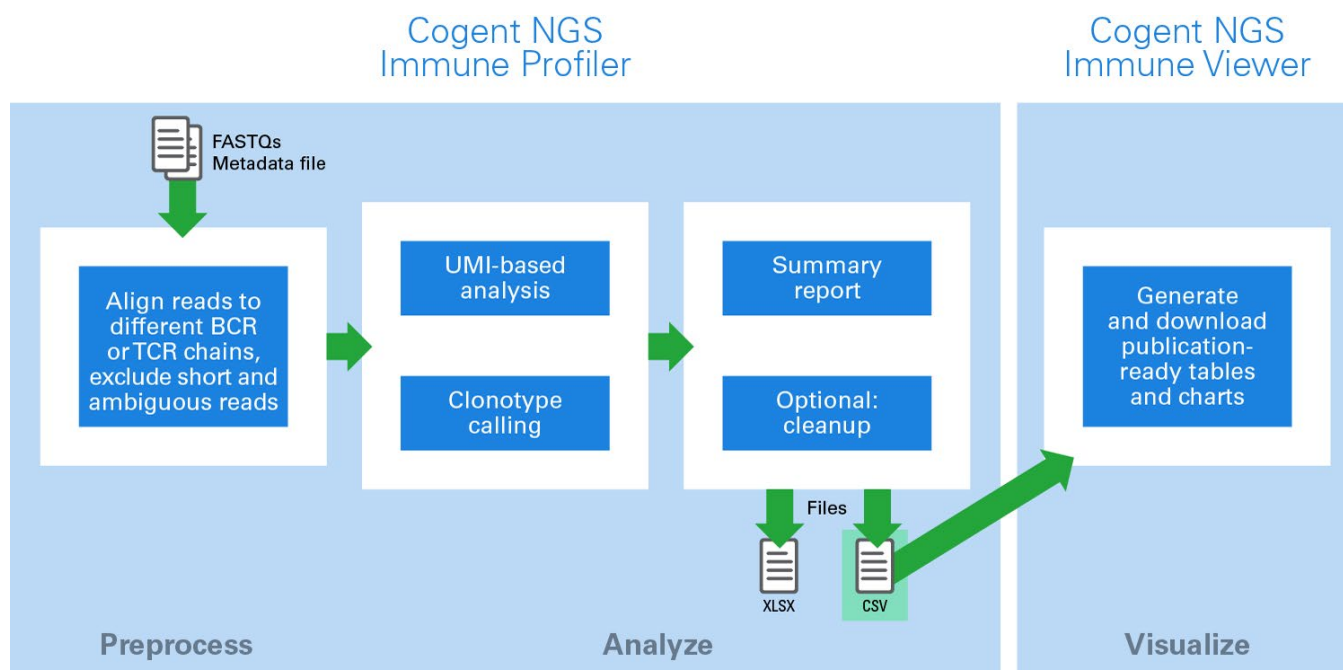 Cogent NGS
Immune Profiler
Cogent NGS
Immune Viewer
FASTQs
Metadata file
Align reads to
different BCR
or TCR chains,
exclude short and
ambiguous reads
UMI-based
analysis
Clonotype
calling
Summary
report
Optional:
cleanup
Generate
and download
publication-
ready tables
and charts
Files
XLSX
CSV
Preprocess
Analyze
Visualize